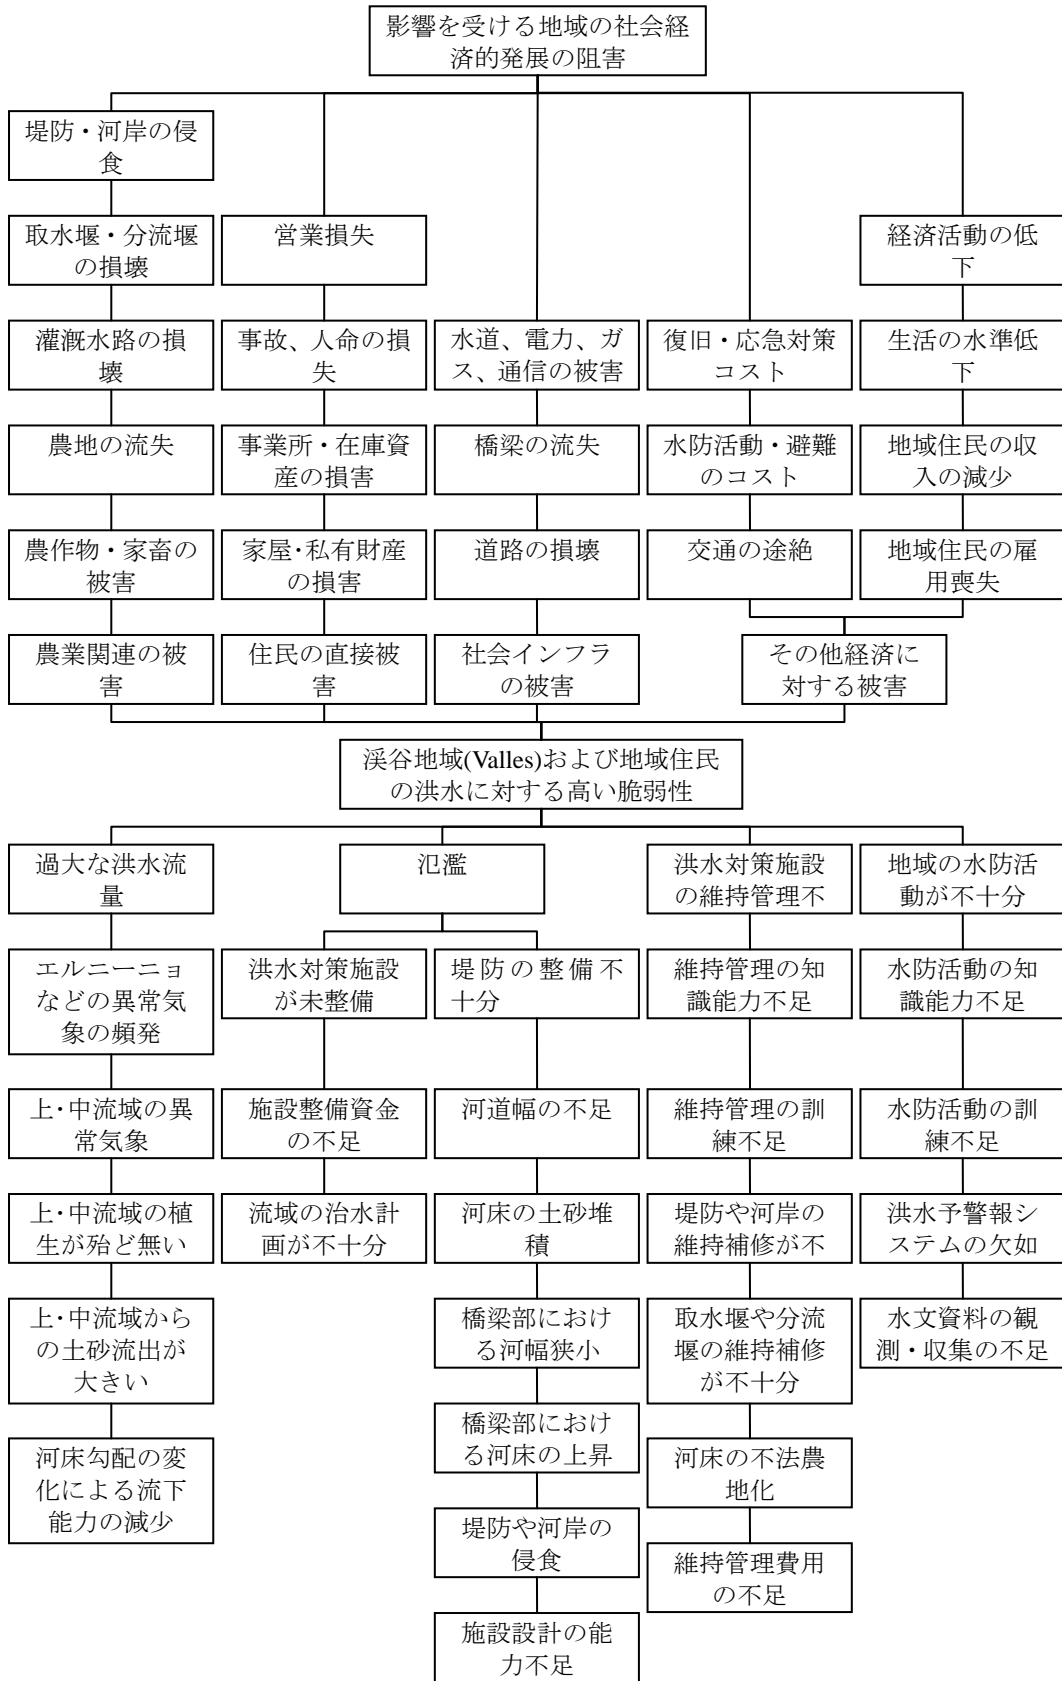 影響を受ける地域の社会経
済的発展の阻害
堤防・河岸の侵
食
取水堰・分流堰
の損壊
営業損失
経済活動の低
下
灌漑水路の損
壊
事故、人命の損
失
水道、電力、ガ
ス、通信の被害
復旧・応急対策
コスト
生活の水準低
下
農地の流失
事業所・在庫資
産の損害
橋梁の流失
水防活動・避難
のコスト
地域住民の収
入の減少
農作物・家畜の
被害
家屋・私有財産
の損害
道路の損壊
交通の途絶
地域住民の雇
用喪失
農業関連の被
害
住民の直接被
害
社会インフラ
の被害
その他経済に
対する被害
渓谷地域(Valles)および地域住民
の洪水に対する高い脆弱性
過大な洪水流
量
氾濫
洪水対策施設
の維持管理不
地域の水防活
動が不十分
エルニーニョ
などの異常気
象の頻発
洪水対策施設
が未整備
堤防の整備不
十分
維持管理の知
識能力不足
水防活動の知
識能力不足
上・中流域の異
常気象
施設整備資金
の不足
河道幅の不足
維持管理の訓
練不足
水防活動の訓
練不足
上・中流域の植
生が殆ど無い
流域の治水計
画が不十分
河床の土砂堆
積
堤防や河岸の
維持補修が不
洪水予警報シ
ステムの欠如
上・中流域から
の土砂流出が
大きい
橋梁部におけ
る河幅狭小
取水堰や分流
堰の維持補修
が不十分
水文資料の観
測・収集の不足
河床勾配の変
化による流下
能力の減少
橋梁部におけ
る河床の上昇
河床の不法農
地化
堤防や河岸の
侵食
維持管理費用
の不足
施設設計の能
力不足